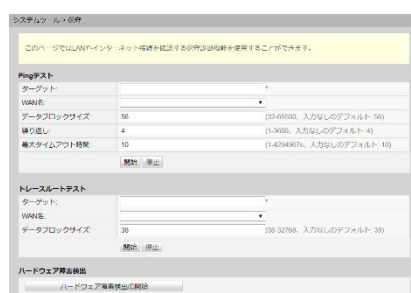 システムツール > 保守
このページではLANやインターネット接続を確認する保守診断機能を使用することができます。
Pingテスト
ターゲット: *
WAN名:
データブロックサイズ 56 (32-65500、入力なしのデフォルト: 56)
繰り返し: 4 (1-3600、入力なしのデフォルト 4)
最大タイムアウト時間 10 (1-4294967s、入力なしのデフォルト: 10)
開始 停止
トレースルートテスト
ターゲット: *
WAN名:
データブロックサイズ 38 (38-32768、入力なしのデフォルト: 38)
開始 停止
ハードウェア障害検出
ハードウェア障害検出の開始